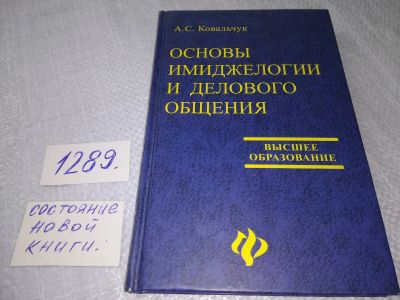 А.С. Ковальчук
ОСНОВЫ
ИМИДЖЕЛОГИИ
И ДЕЛОВОГО
ОБЩЕНИЯ
ВЫСШЕЕ
ОБРАЗОВАНИЕ
1289.
состояние
новой
книги.